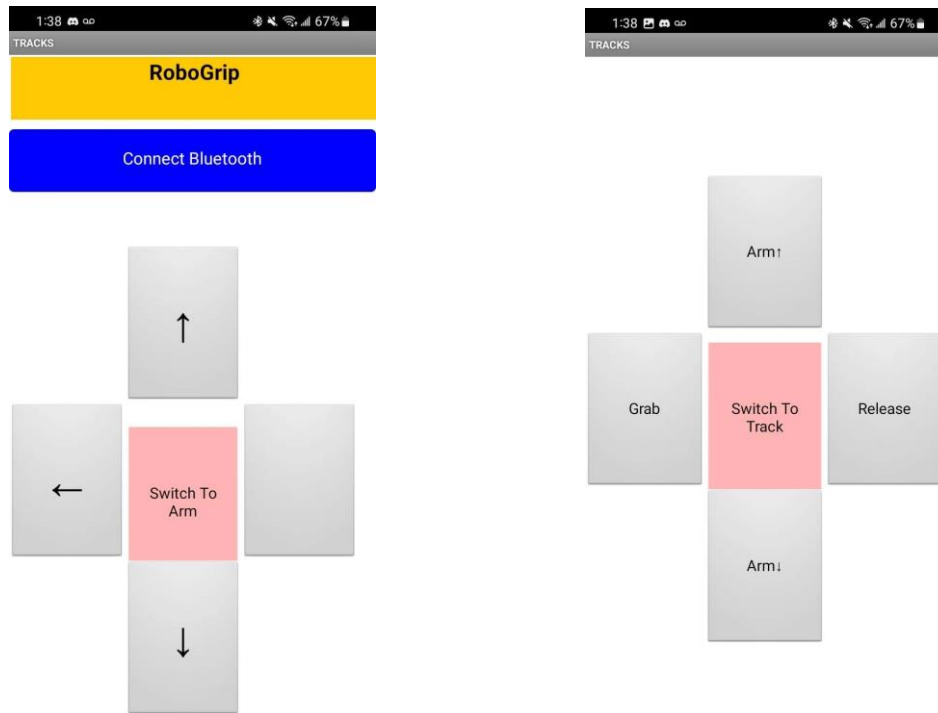 1:38 67%
TRACKS
RoboGrip
Connect Bluetooth
↑
←
Switch To
Arm
↓
1:38 67%
TRACKS
Arm↑
Grab
Switch To
Track
Release
Arm↓